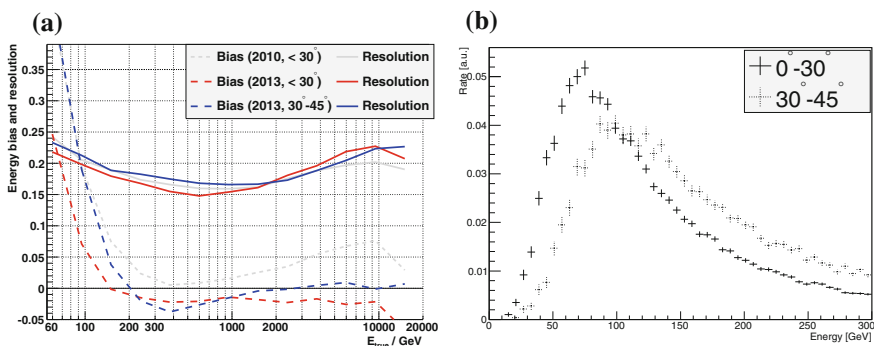 (a)
Energy bias and resolution
0.35
0.3
0.25
0.2
0.15
0.1
0.05
0
-0.05
Bias (2010, < 30°) Resolution
Bias (2013, < 30°) Resolution
Bias (2013, 30°-45°) Resolution
60 100 200 300 1000 2000 10000 20000
E_true / GeV
(b)
Rate [a.u.]
0.05
0.04
0.03
0.02
0.01
0
0°-30°
30°-45°
0 50 100 150 200 250 300
Energy [GeV]